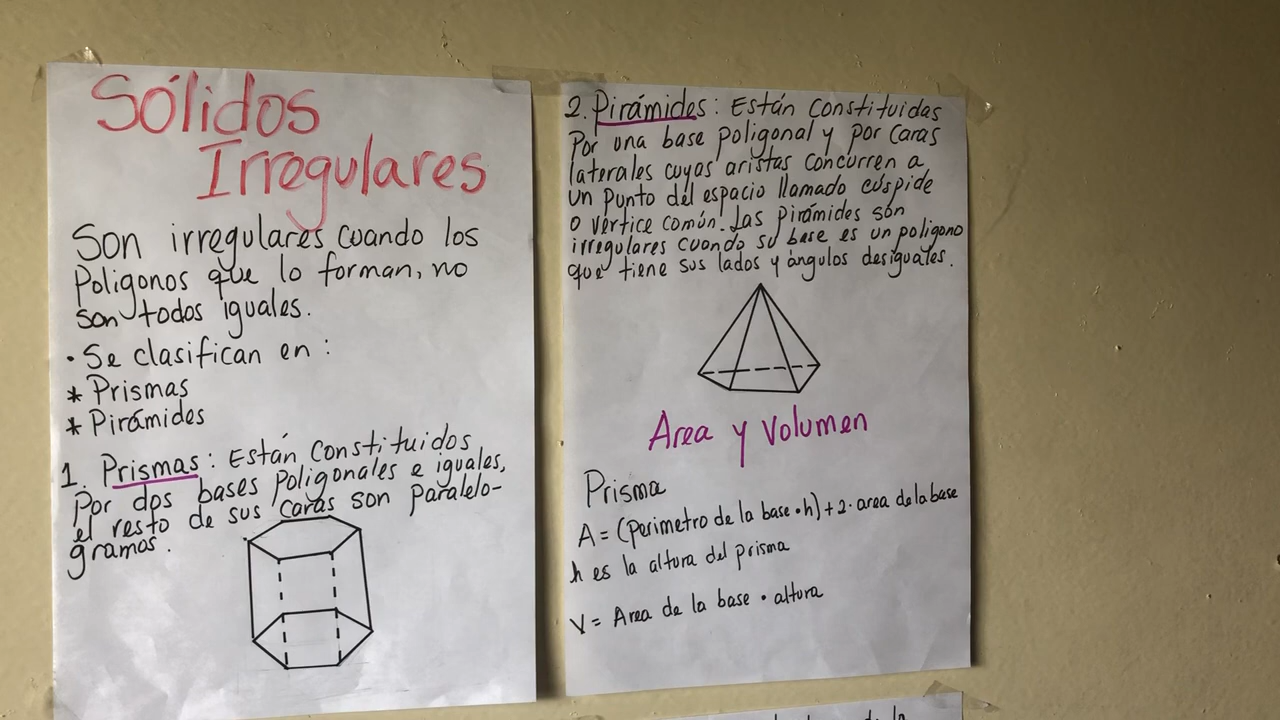 Sólidos
Irregulares
Son irregulares cuando los
Poligonos que lo forman, no
son todos iguales.
• Se clasifican en :
* Prismas
* Pirámides
1. Prismas: Están Constituidos
Por dos bases Poligonales e iguales,
el resto de sus caras son paralelo-
gramos.
2. Pirámides: Están Constituidas
Por una base poligonal y por caras
laterales cuyas aristas concurren a
un punto del espacio llamado cúspide
o vértice común. Las pirámides són
irregulares cuando su base es un poligono
que tiene sus lados y ángulos desiguales.
Area y Volumen
Prisma
A = (Perimetro de la base • h) + 2 · area de la base
h es la altura del prisma
V = Area de la base • altura